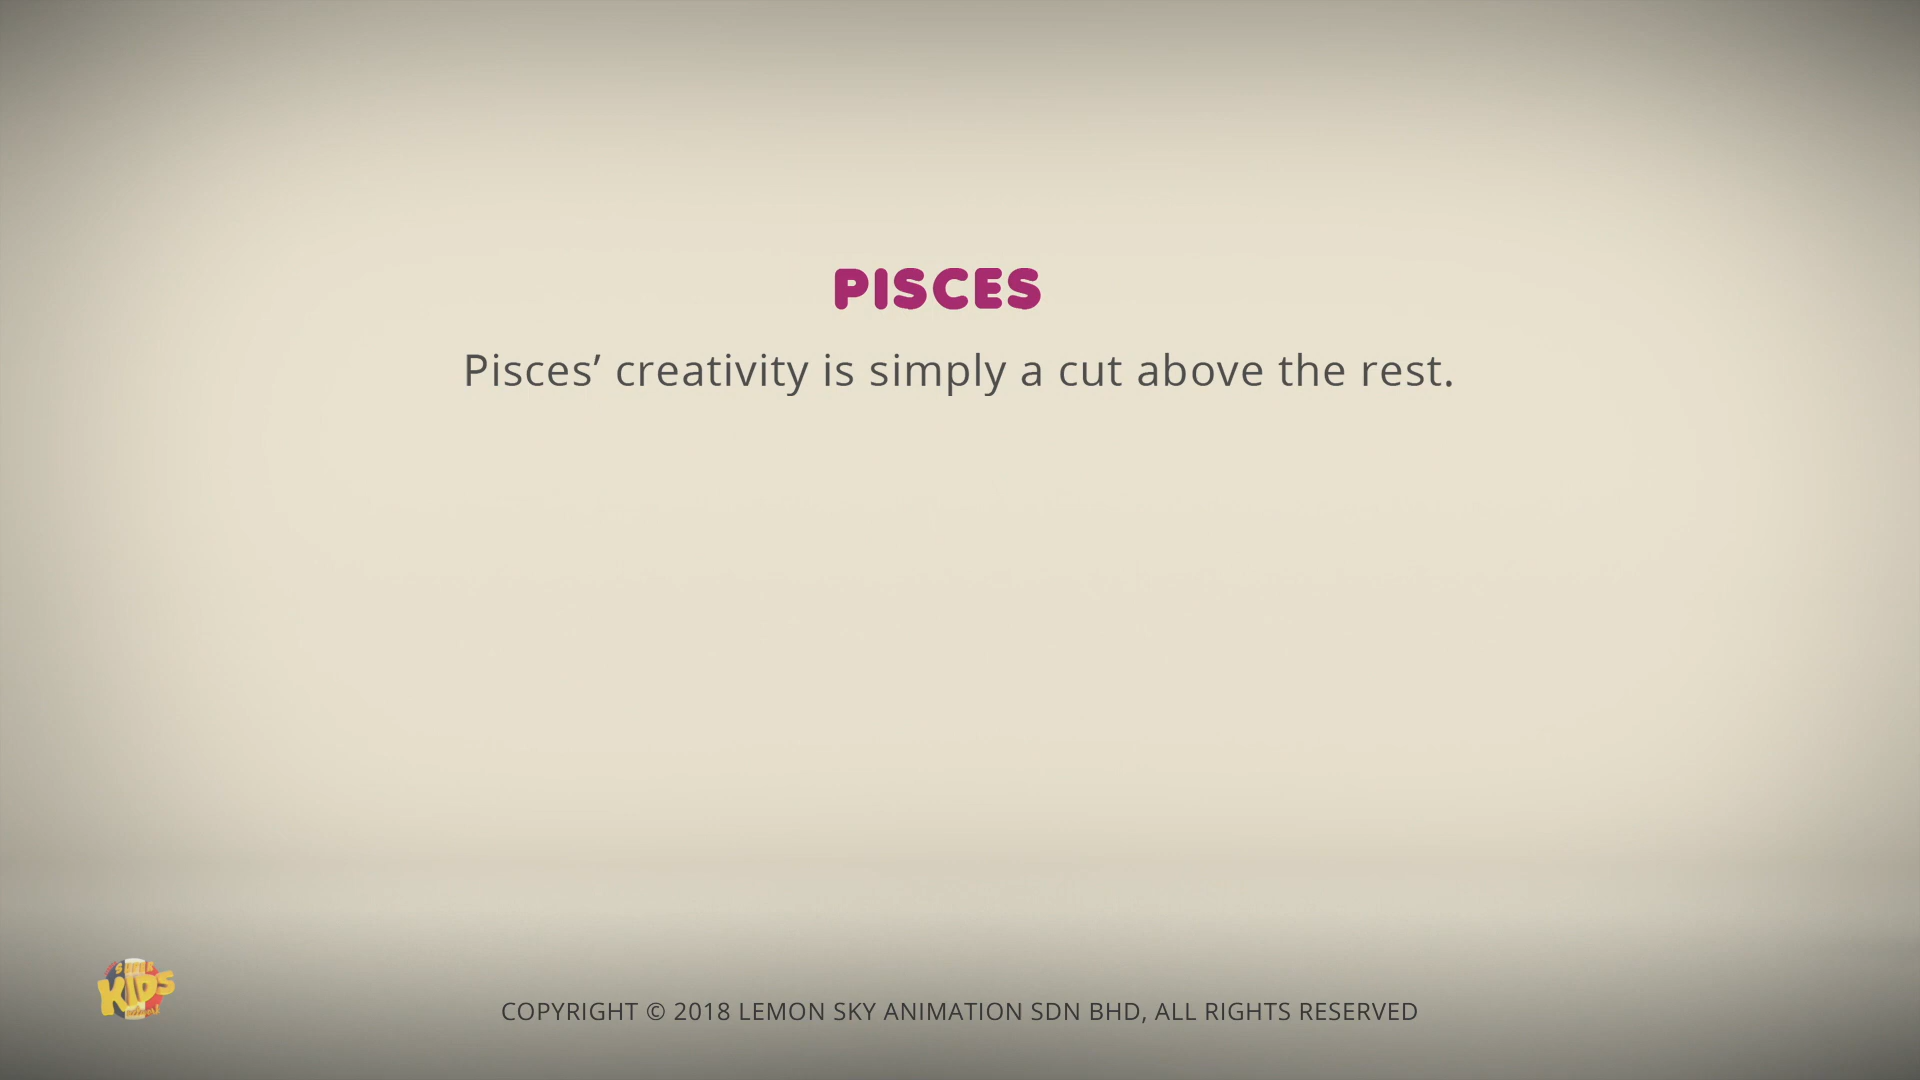 PISCES
Pisces’ creativity is simply a cut above the rest.
SUPER
KIDS
COPYRIGHT © 2018 LEMON SKY ANIMATION SDN BHD, ALL RIGHTS RESERVED